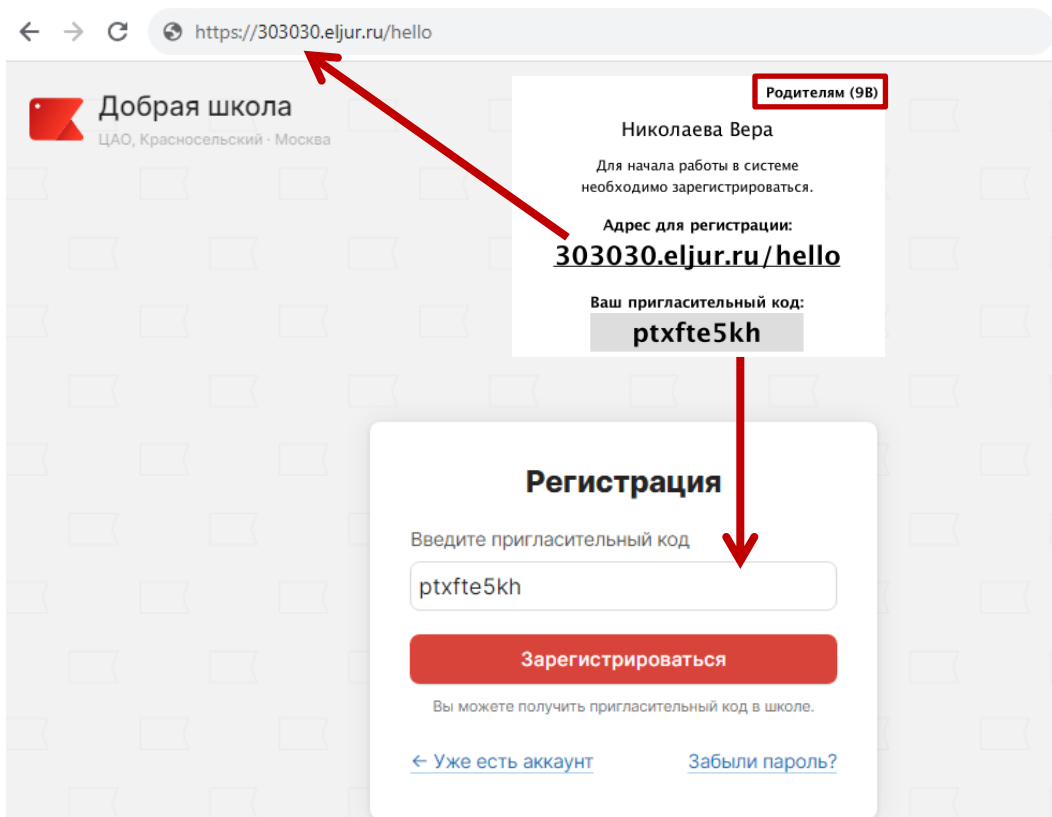 https://303030.eljur.ru/hello
Добрая школа
ЦАО, Красносельский · Москва
Родителям (9В)
Николаева Вера
Для начала работы в системе
необходимо зарегистрироваться.
Адрес для регистрации:
303030.eljur.ru/hello
Ваш пригласительный код:
ptxfte5kh
Регистрация
Введите пригласительный код
ptxfte5kh
Зарегистрироваться
Вы можете получить пригласительный код в школе.
← Уже есть аккаунт
Забыли пароль?